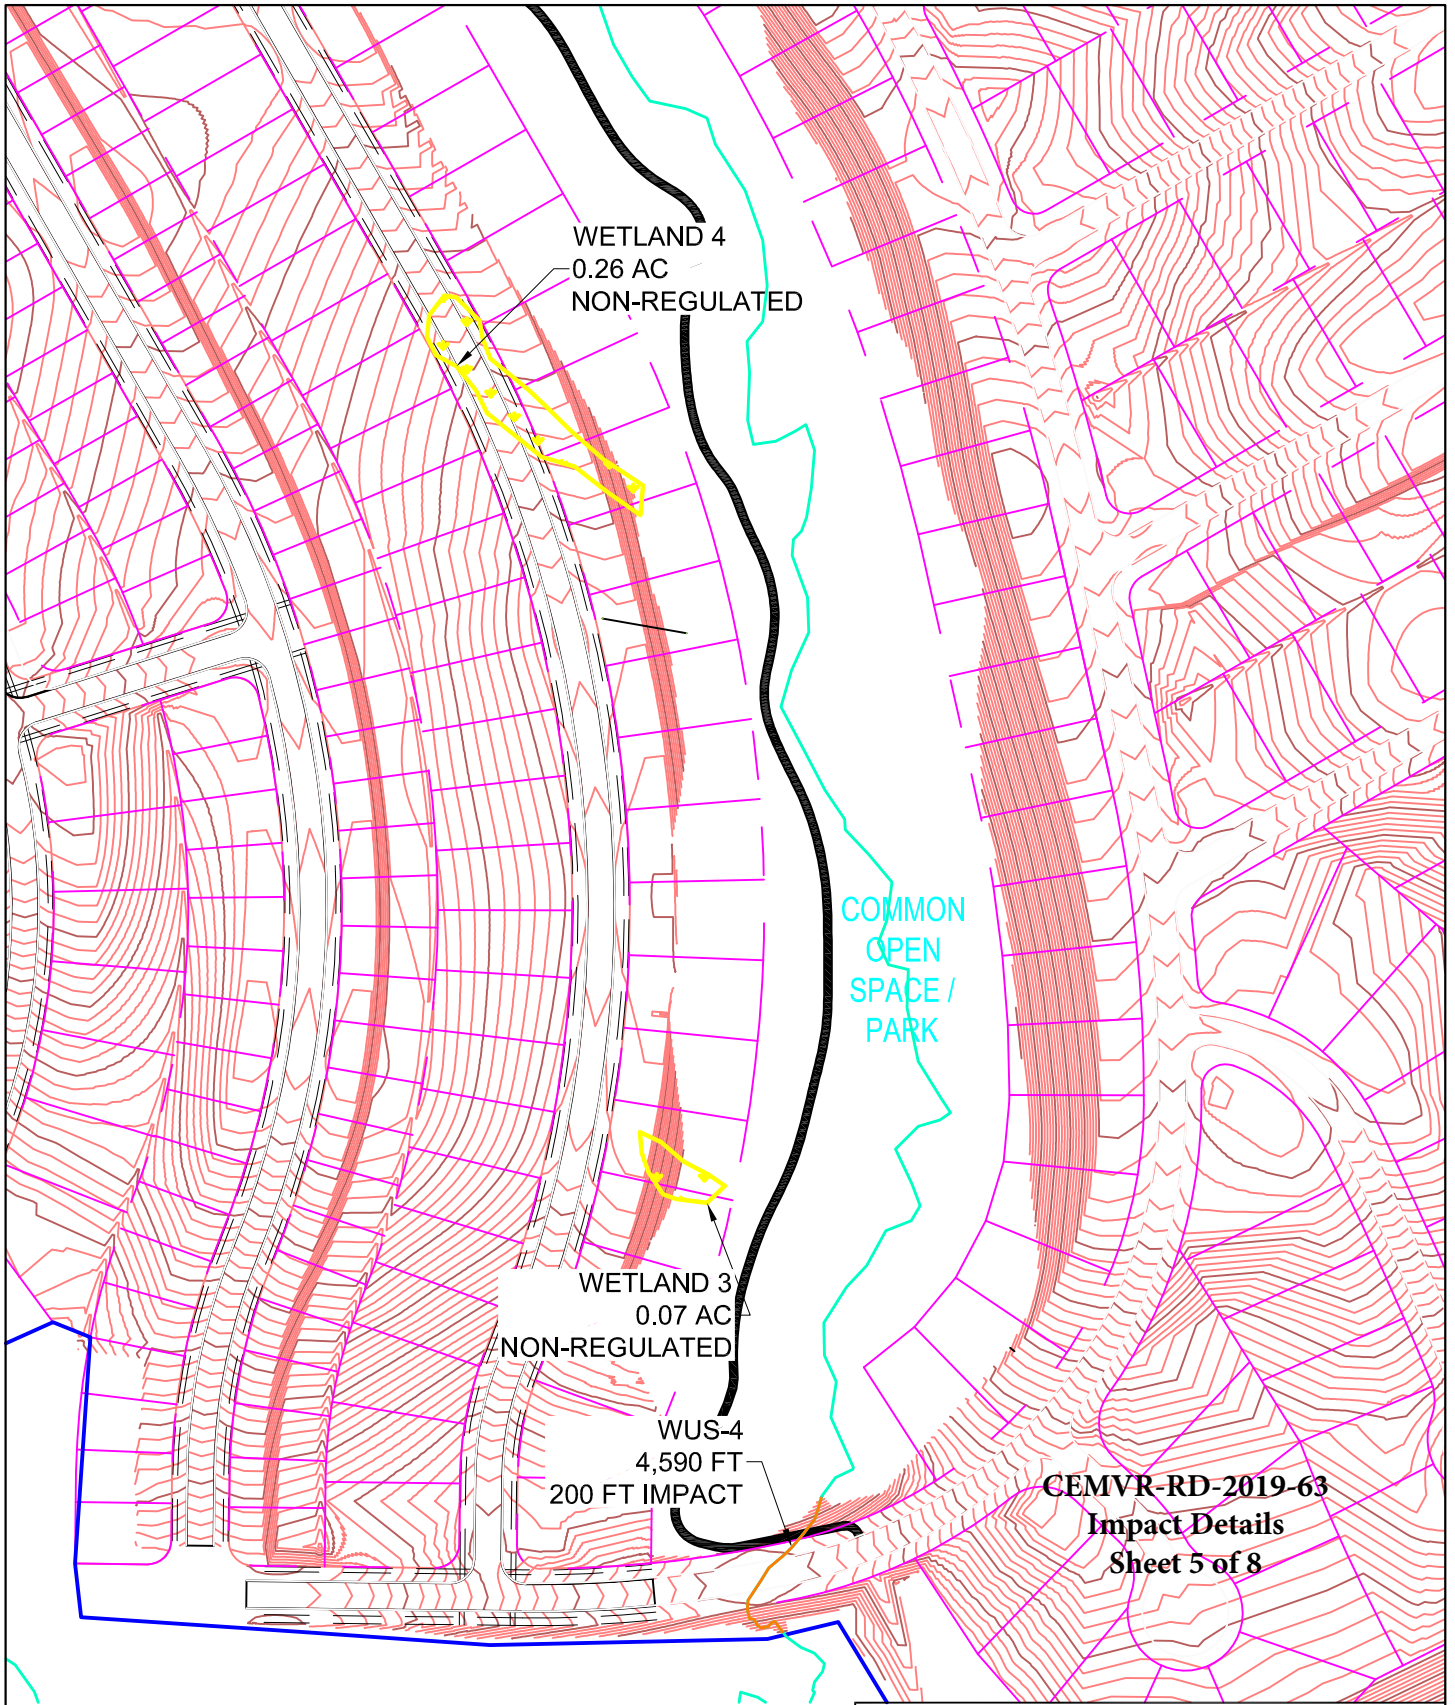 WETLAND 4
0.26 AC
NON-REGULATED
COMMON
OPEN
SPACE /
PARK
WETLAND 3
0.07 AC
NON-REGULATED
WUS-4
4,590 FT
200 FT IMPACT
CEMVR-RD-2019-63
Impact Details
Sheet 5 of 8